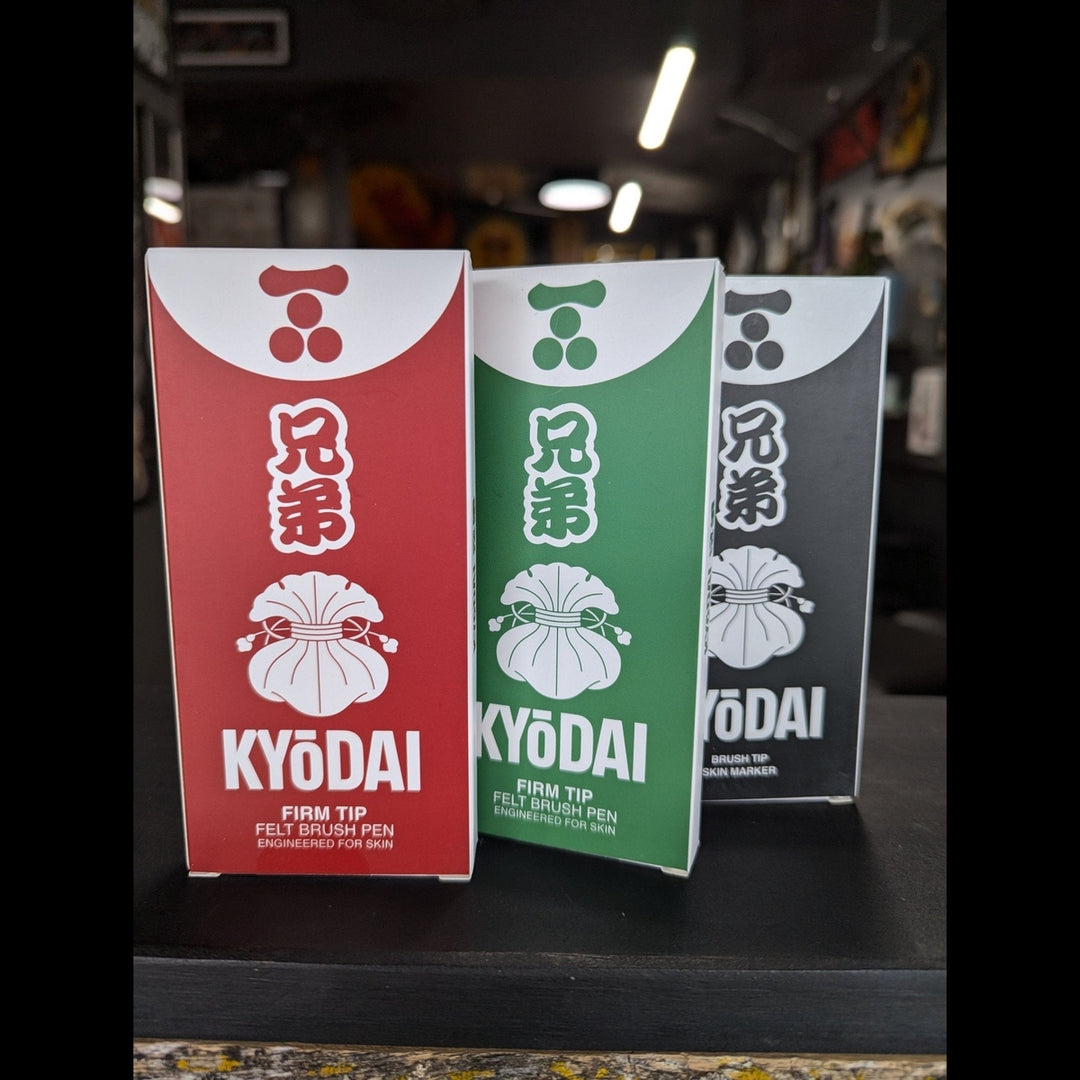 兄弟
KYōDAI
FIRM TIP
FELT BRUSH PEN
ENGINEERED FOR SKIN
兄弟
KYōDAI
FIRM TIP
FELT BRUSH PEN
ENGINEERED FOR SKIN
兄弟
YōDAI
BRUSH TIP
SKIN MARKER